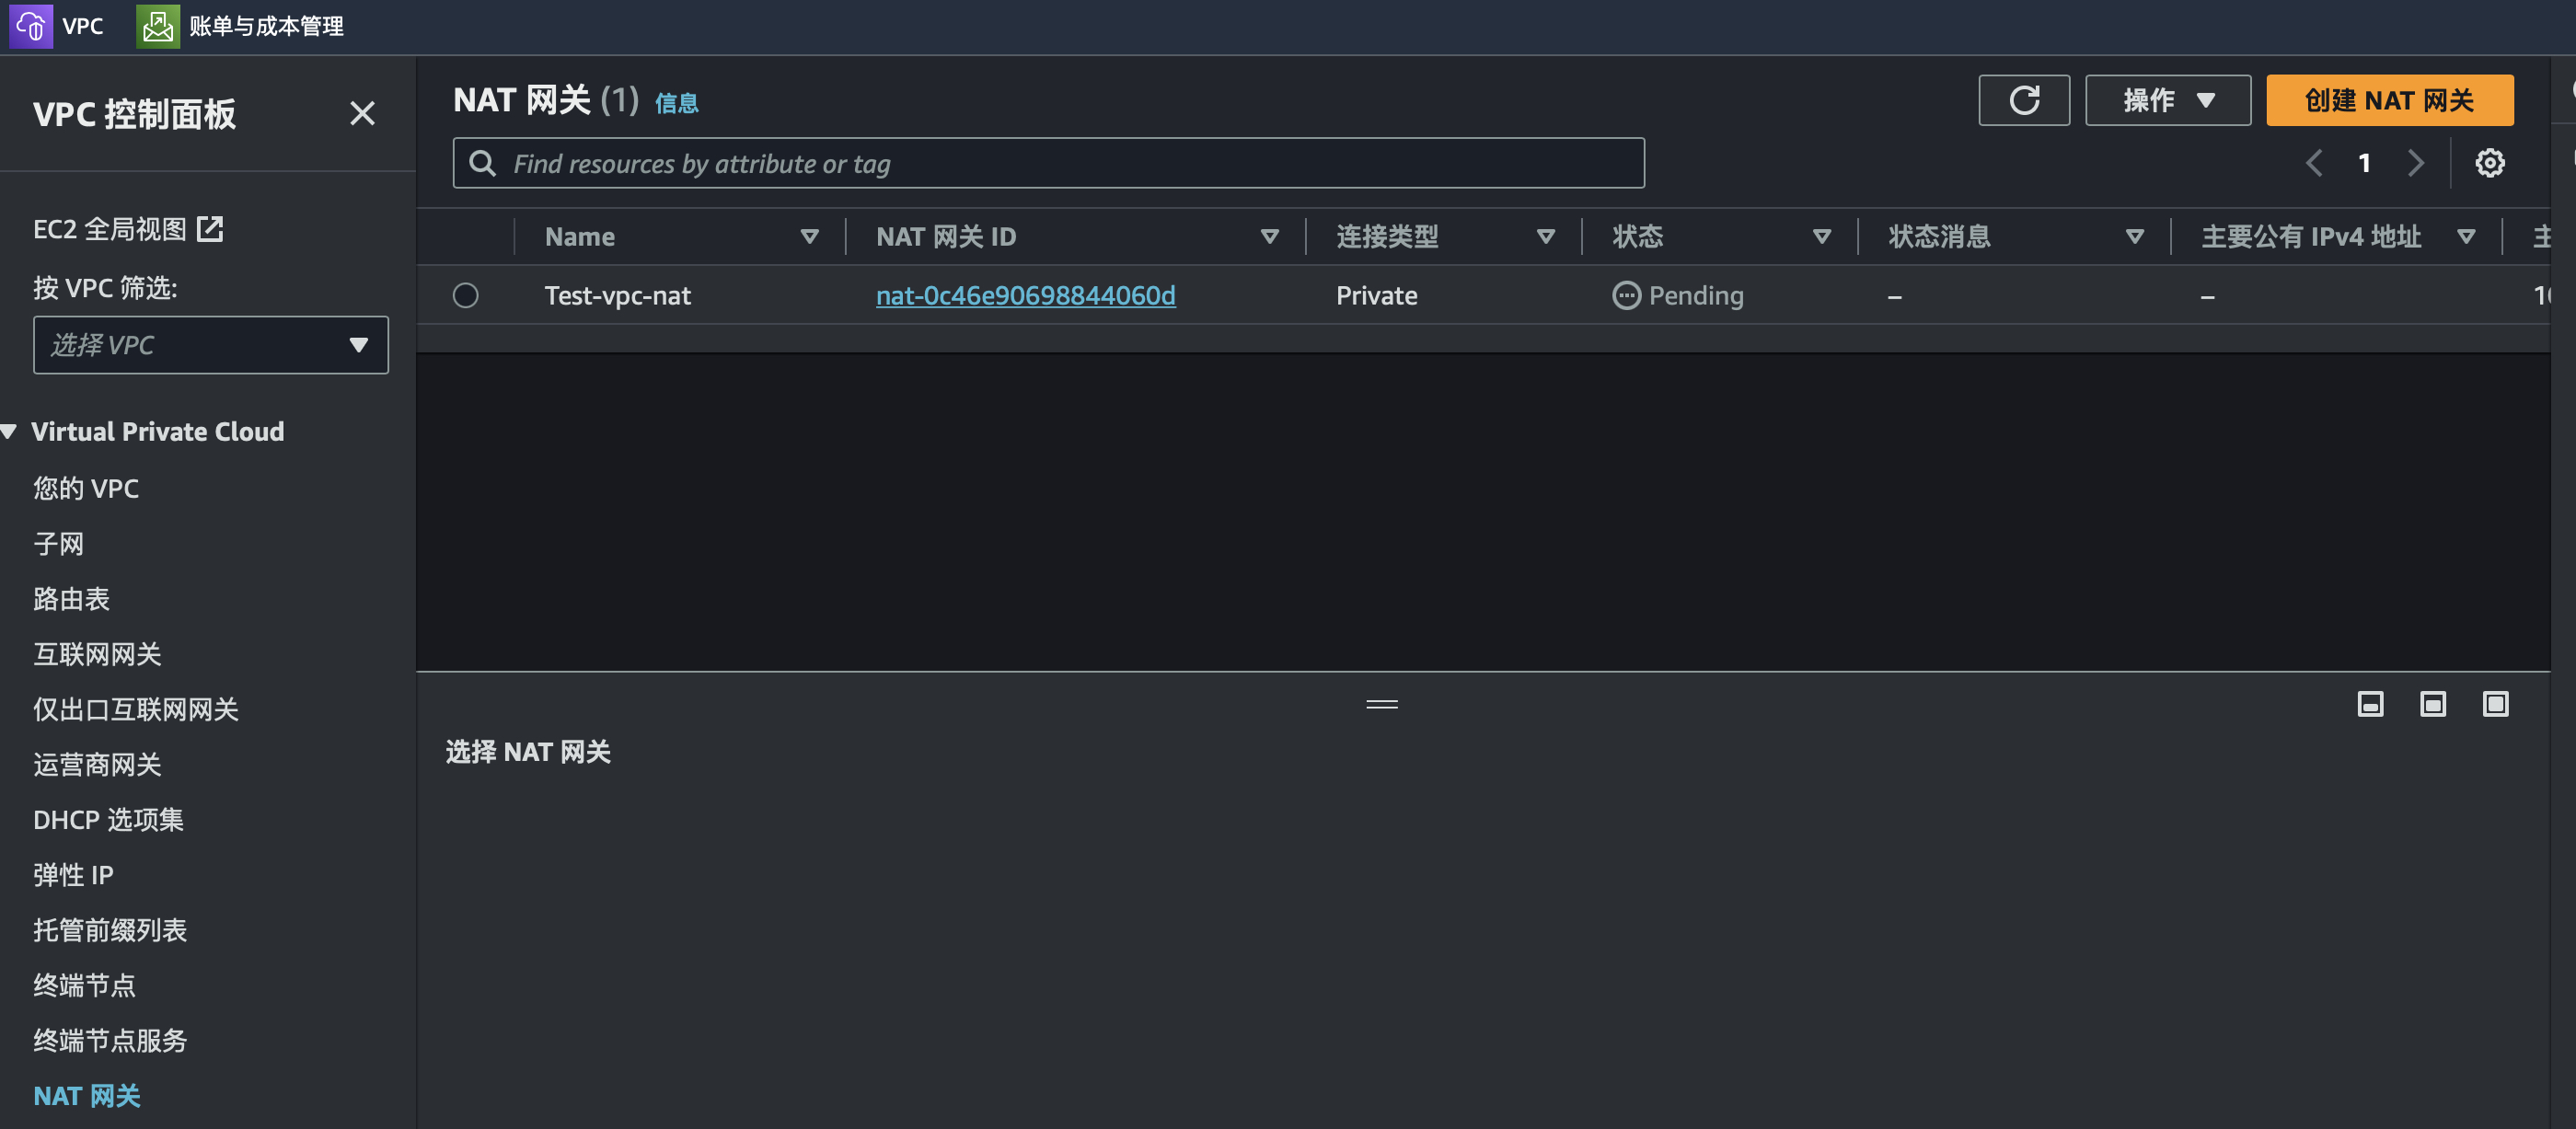 VPC 账单与成本管理
VPC 控制面板
EC2 全局视图
按 VPC 筛选:
选择 VPC
Virtual Private Cloud
您的 VPC
子网
路由表
互联网网关
仅出口互联网网关
运营商网关
DHCP 选项集
弹性 IP
托管前缀列表
终端节点
终端节点服务
NAT 网关
NAT 网关 (1) 信息
操作
创建 NAT 网关
Find resources by attribute or tag
1
Name NAT 网关 ID 连接类型 状态 状态消息 主要公有 IPv4 地址 主
Test-vpc-nat nat-0c46e90698844060d Private Pending – –
选择 NAT 网关